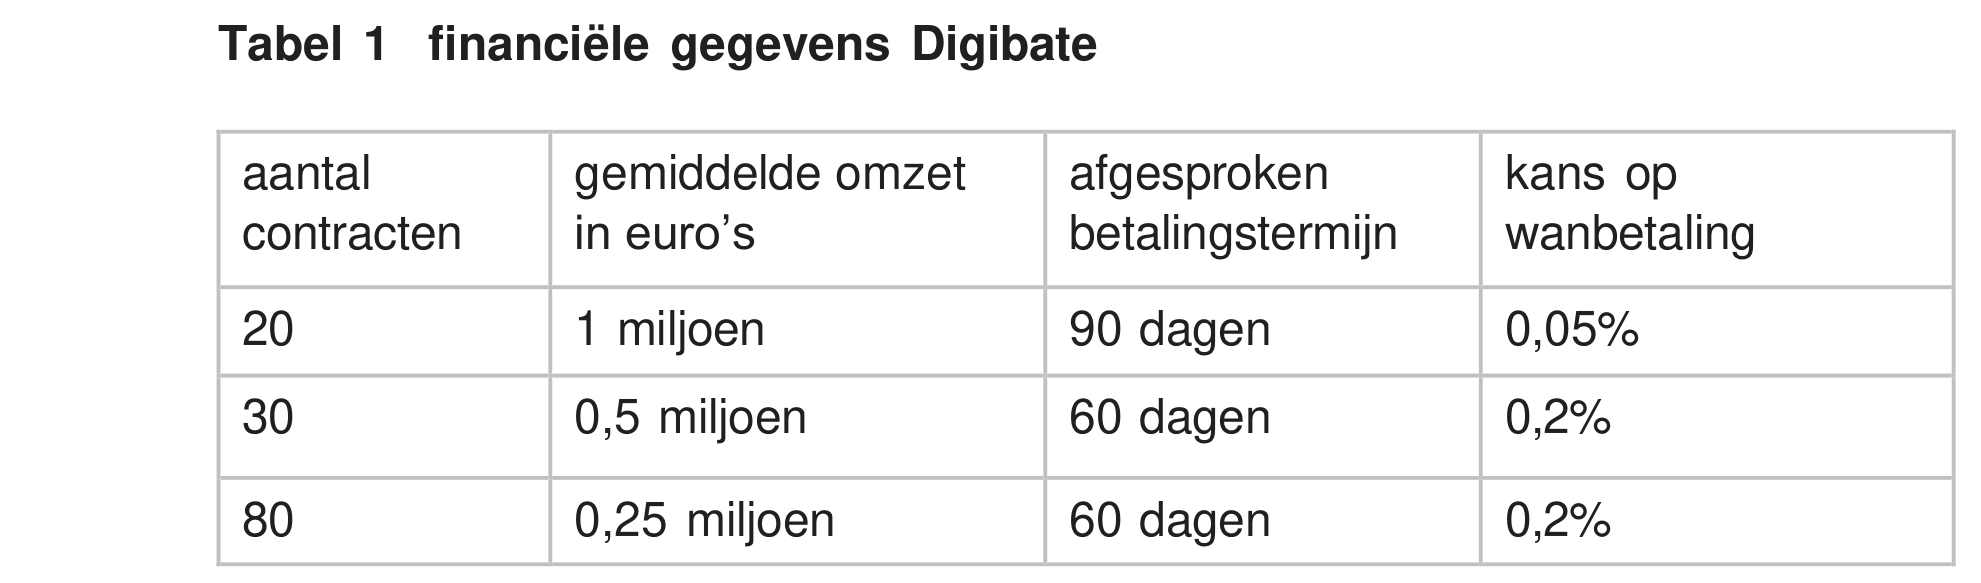 Tabel 1 financiële gegevens Digibate
aantal contracten
gemiddelde omzet in euro's
afgesproken betalingstermijn
kans op wanbetaling
20 1 miljoen 90 dagen 0,05%
30 0,5 miljoen 60 dagen 0,2%
80 0,25 miljoen 60 dagen 0,2%